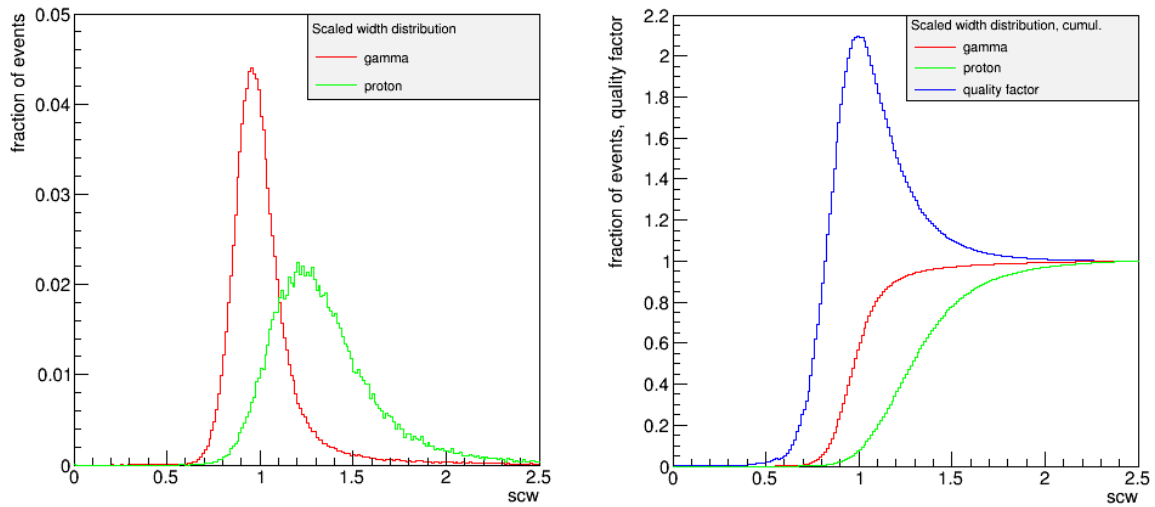 0.05
0.04
0.03
0.02
0.01
0
fraction of events
Scaled width distribution
gamma
proton
0 0.5 1 1.5 2 2.5
scw
2.2
2
1.8
1.6
1.4
1.2
1
0.8
0.6
0.4
0.2
0
fraction of events, quality factor
Scaled width distribution, cumul.
gamma
proton
quality factor
0 0.5 1 1.5 2 2.5
scw